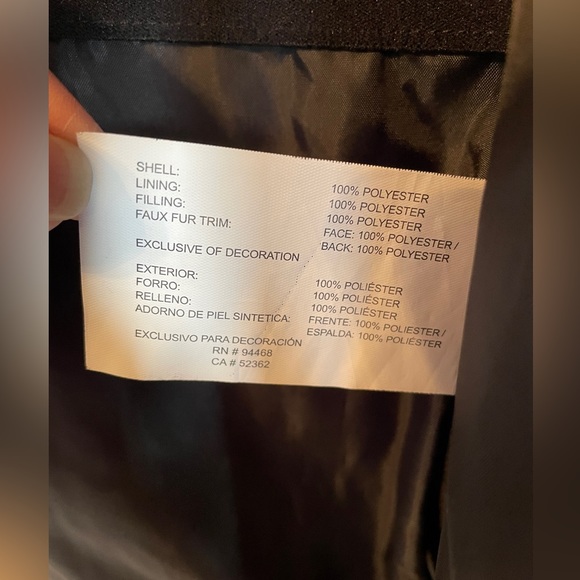 SHELL: 100% POLYESTER
LINING: 100% POLYESTER
FILLING: 100% POLYESTER
FAUX FUR TRIM: FACE: 100% POLYESTER /
BACK: 100% POLYESTER
EXCLUSIVE OF DECORATION
EXTERIOR: 100% POLIÉSTER
FORRO: 100% POLIÉSTER
RELLENO: 100% POLIÉSTER
ADORNO DE PIEL SINTETICA: FRENTE: 100% POLIESTER /
ESPALDA: 100% POLIÉSTER
EXCLUSIVO PARA DECORACIÓN
RN # 94468
CA # 52362